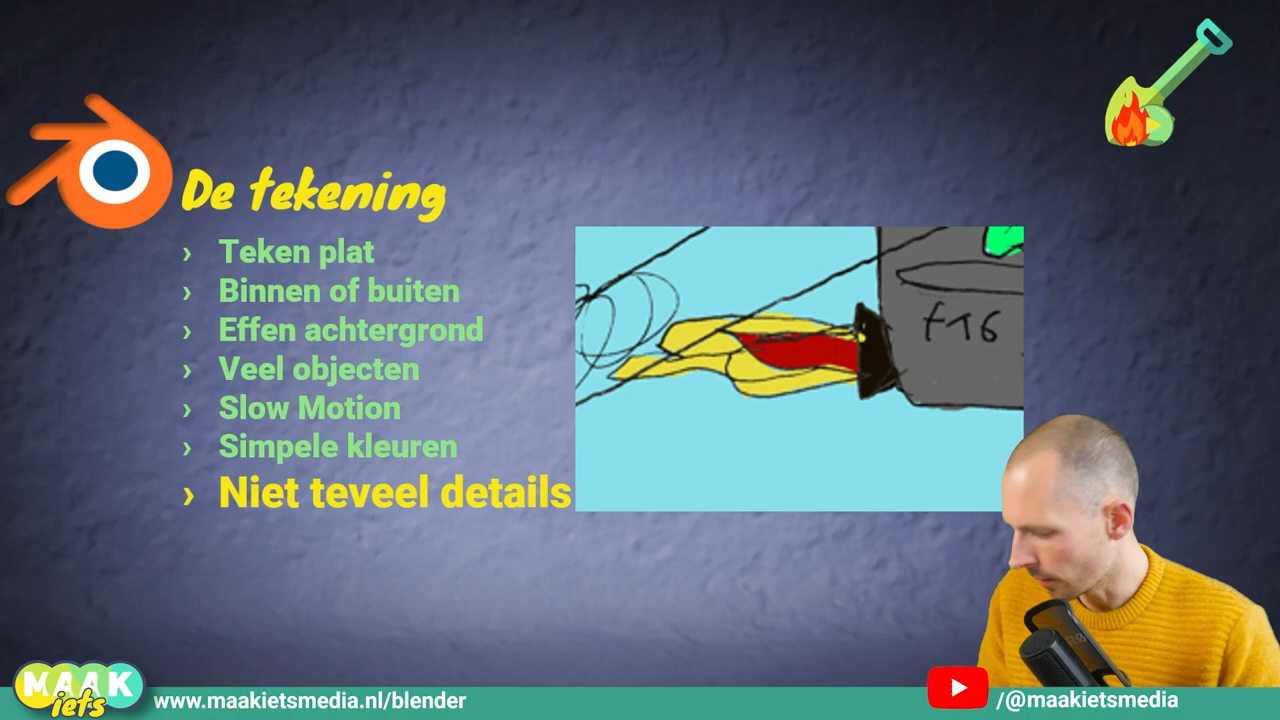 De tekening
› Teken plat
› Binnen of buiten
› Effen achtergrond
› Veel objecten
› Slow Motion
› Simpele kleuren
› Niet teveel details
f16
MAAK
iets
www.maakietsmedia.nl/blender
/@maakietsmedia